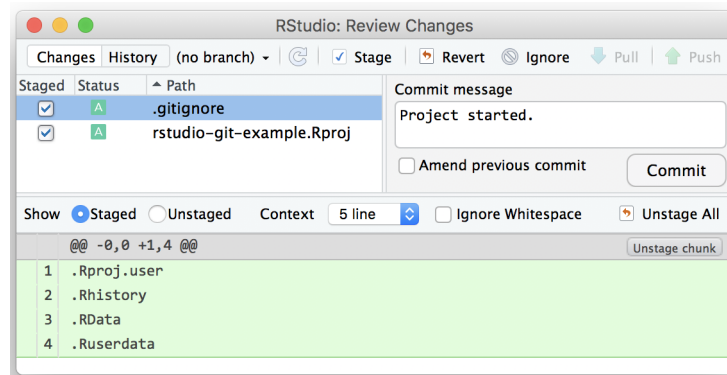 RStudio: Review Changes
Changes History (no branch) Stage Revert Ignore Pull Push
Staged Status Path
A .gitignore
A rstudio-git-example.Rproj
Commit message
Project started.
Amend previous commit Commit
Show Staged Unstaged Context 5 line Ignore Whitespace Unstage All
@@ -0,0 +1,4 @@ Unstage chunk
1 .Rproj.user
2 .Rhistory
3 .RData
4 .Ruserdata